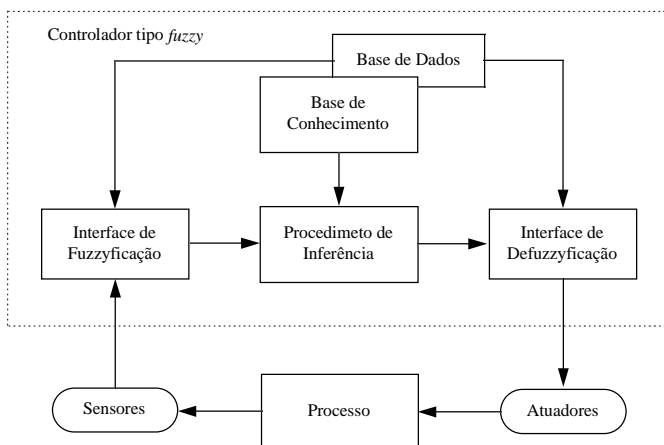 Controlador tipo fuzzy
Base de Dados
Base de
Conhecimento
Interface de
Fuzzyficação
Procedimeto de
Inferência
Interface de
Defuzzyficação
Sensores
Processo
Atuadores